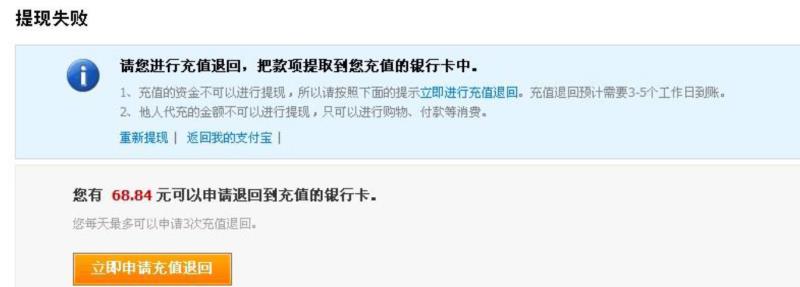 提现失败
请您进行充值退回，把款项提取到您充值的银行卡中。
1、充值的资金不可以进行提现，所以请按照下面的提示立即进行充值退回。充值退回预计需要3-5个工作日到账。
2、他人代充的金额不可以进行提现，只可以进行购物、付款等消费。
重新提现 | 返回我的支付宝 |
您有 68.84 元可以申请退回到充值的银行卡。
您每天最多可以申请3次充值退回。
立即申请充值退回